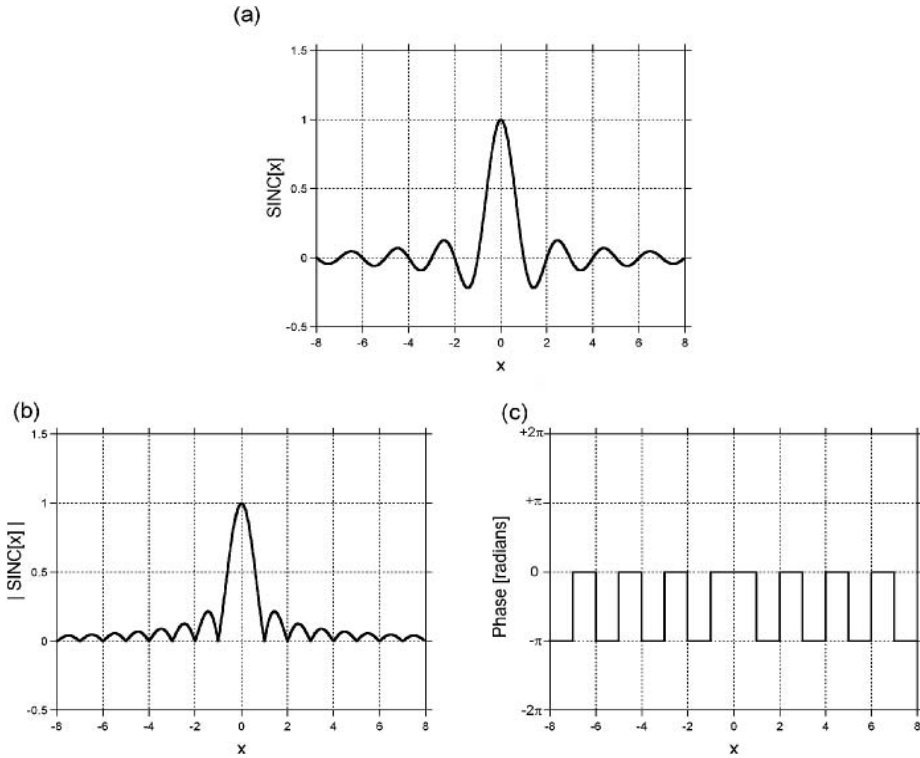 (a)
1.5
1
0.5
0
-0.5
SINC[x]
-8 -6 -4 -2 0 2 4 6 8
x
(b)
1.5
1
0.5
0
-0.5
| SINC[x] |
-8 -6 -4 -2 0 2 4 6 8
x
(c)
+2π
+π
0
-π
-2π
Phase [radians]
-8 -6 -4 -2 0 2 4 6 8
x